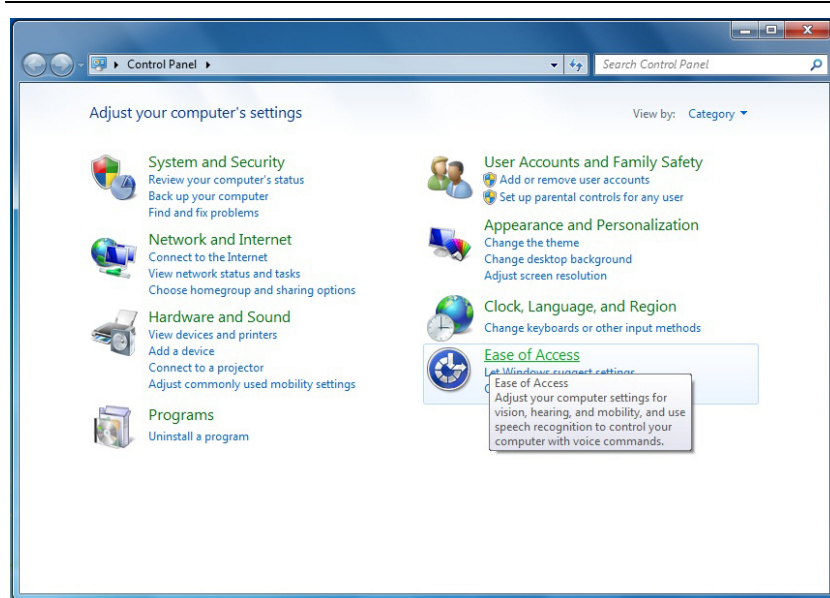 Control Panel
Search Control Panel
Adjust your computer's settings
View by: Category
System and Security
Review your computer's status
Back up your computer
Find and fix problems
Network and Internet
Connect to the Internet
View network status and tasks
Choose homegroup and sharing options
Hardware and Sound
View devices and printers
Add a device
Connect to a projector
Adjust commonly used mobility settings
Programs
Uninstall a program
User Accounts and Family Safety
Add or remove user accounts
Set up parental controls for any user
Appearance and Personalization
Change the theme
Change desktop background
Adjust screen resolution
Clock, Language, and Region
Change keyboards or other input methods
Ease of Access
Let Windows suggest settings
Ease of Access
Adjust your computer settings for
vision, hearing, and mobility, and use
speech recognition to control your
computer with voice commands.